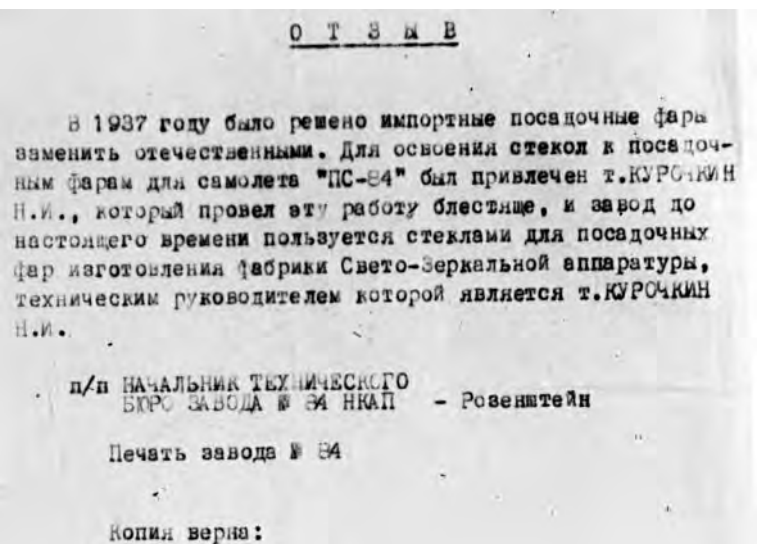 ОТЗЫВ
В 1937 году было решено импортные посадочные фары
заменить отечественными. Для освоения стекол к посадоч-
ным фарам для самолета "ПС-84" был привлечен т.КУРОЧКИН
Н.И., который провел эту работу блестяще, и завод до
настоящего времени пользуется стеклами для посадочных
фар изготовления фабрики Свето-Зеркальной аппаратуры,
техническим руководителем которой является т.КУРОЧКИН
Н.И.
п/п НАЧАЛЬНИК ТЕХНИЧЕСКОГО
БЮРО ЗАВОДА № 84 НКАП - Розенштейн
Печать завода № 84
Копия верна: